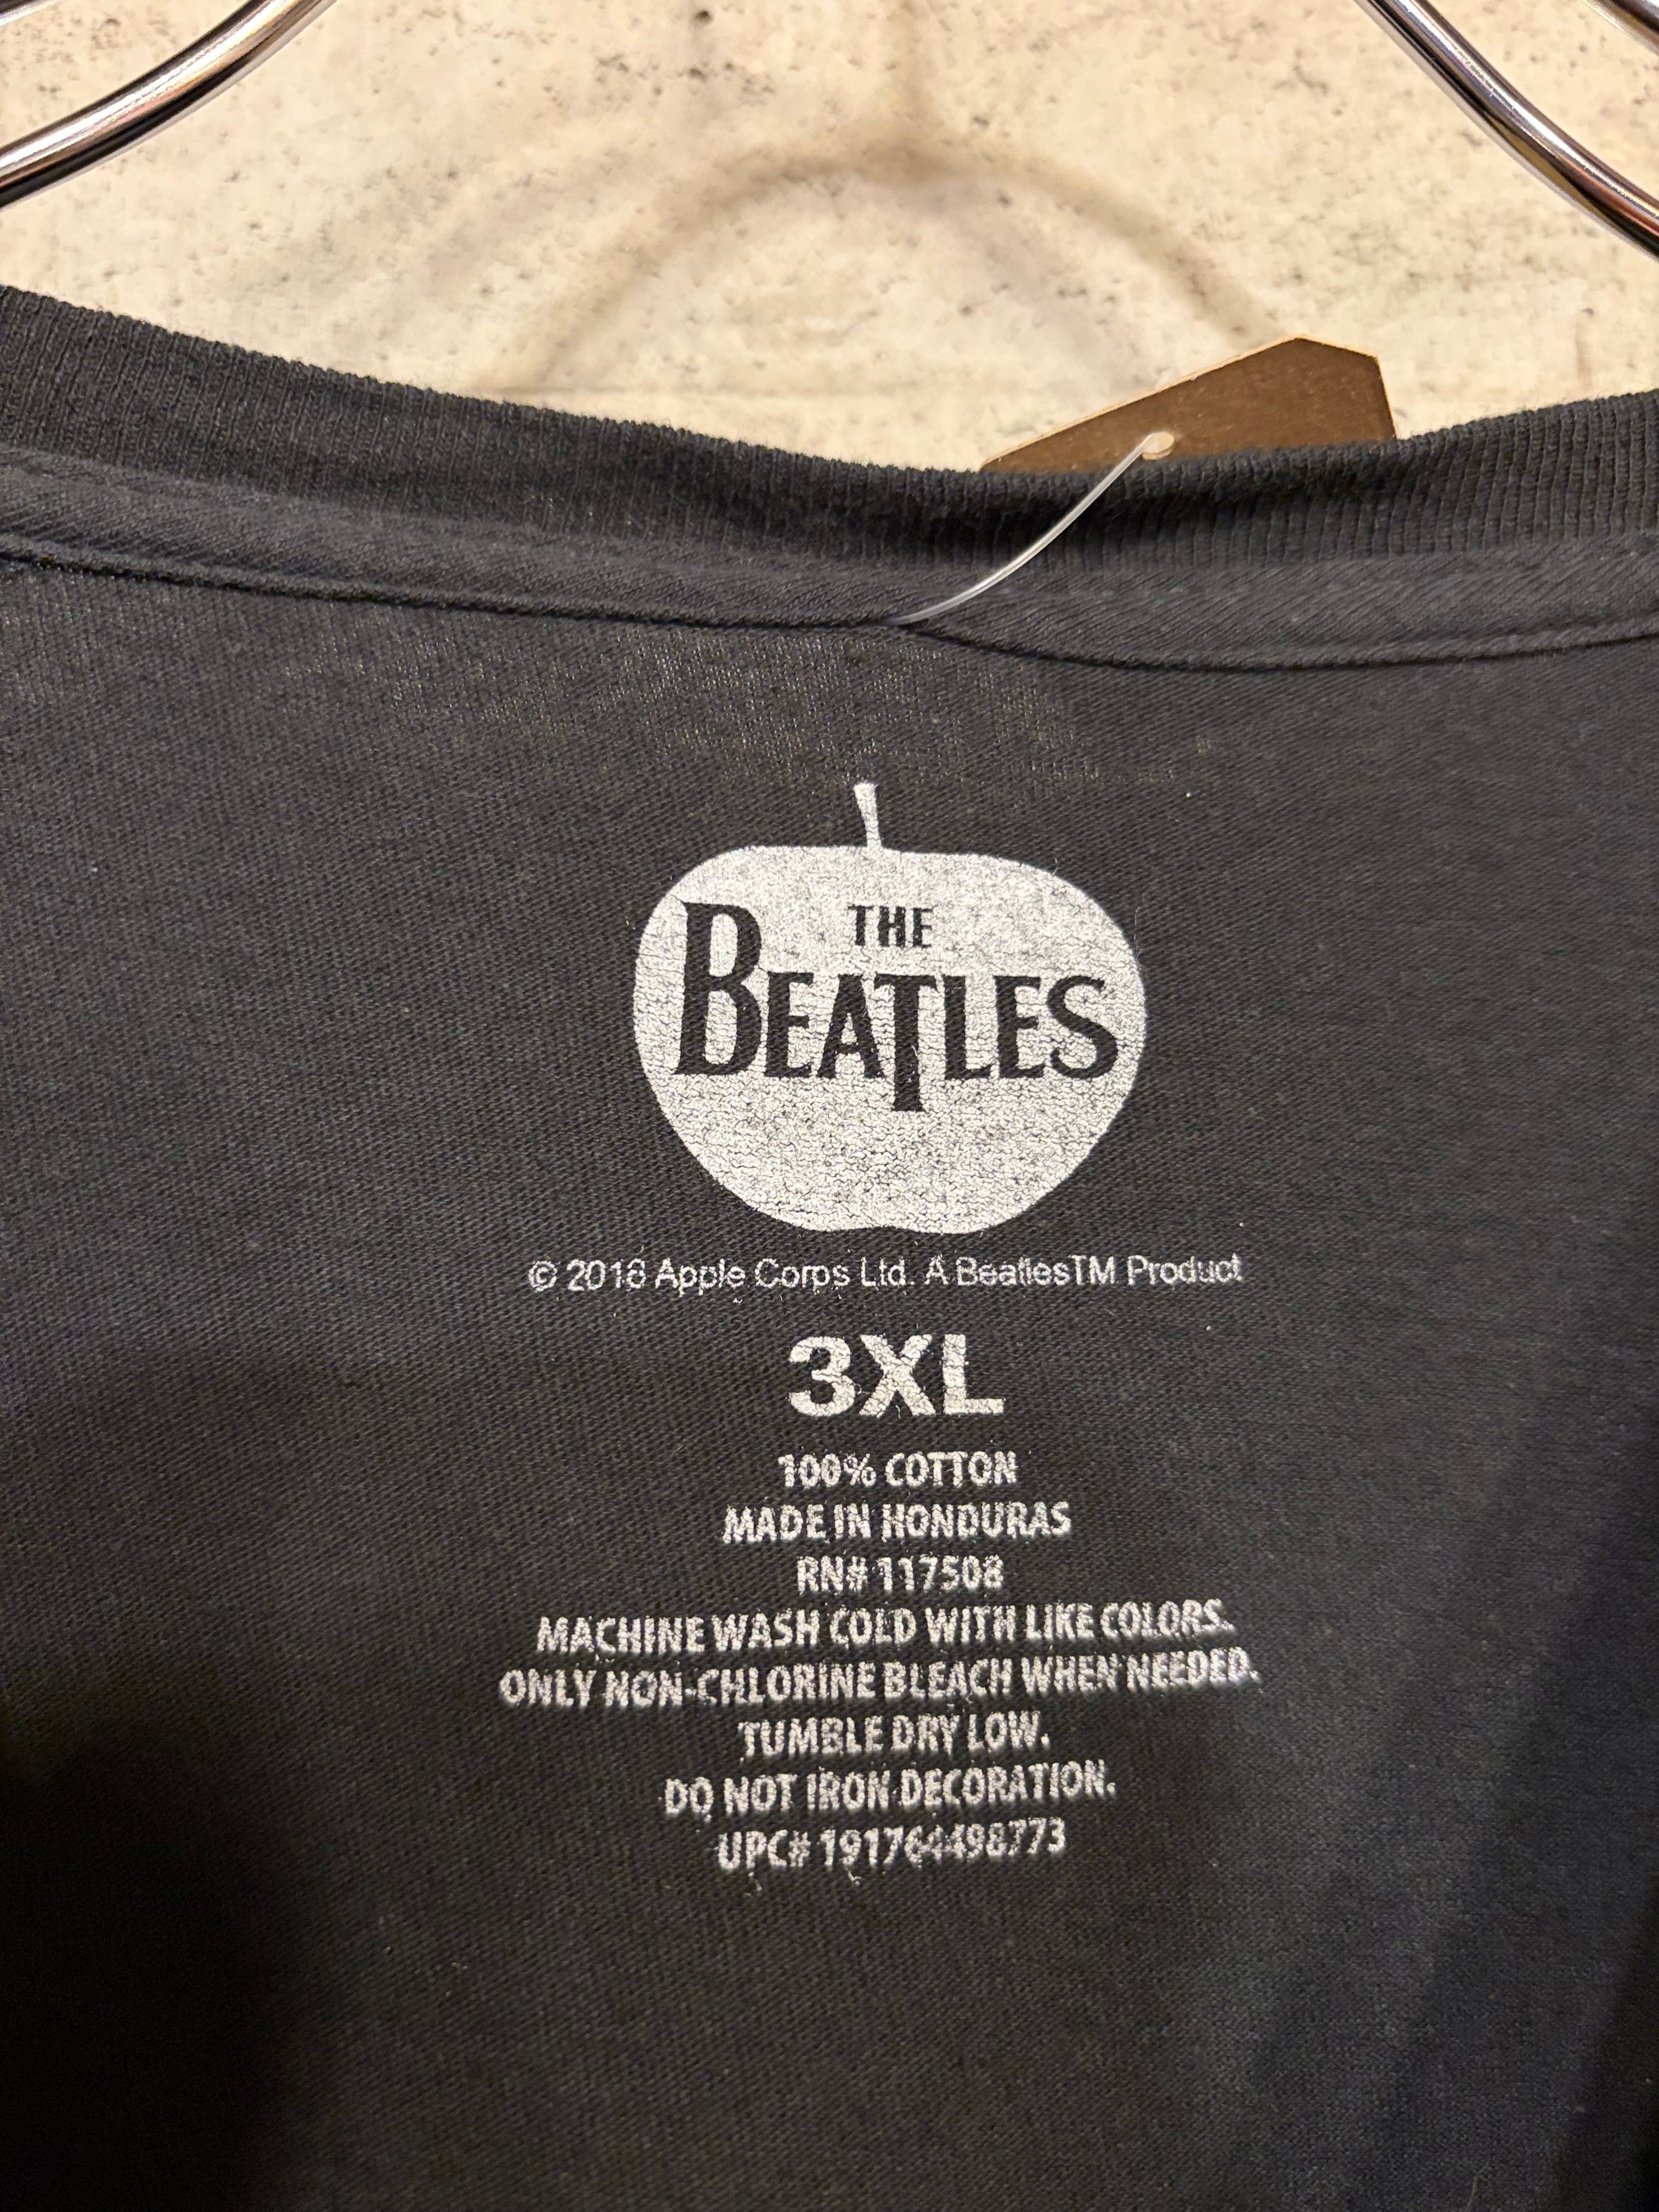 THE
BEATLES
© 2018 Apple Corps Ltd. A BeatlesTM Product
3XL
100% COTTON
MADE IN HONDURAS
RN# 117508
MACHINE WASH COLD WITH LIKE COLORS.
ONLY NON-CHLORINE BLEACH WHEN NEEDED.
TUMBLE DRY LOW.
DO NOT IRON DECORATION.
UPC# 191764498773